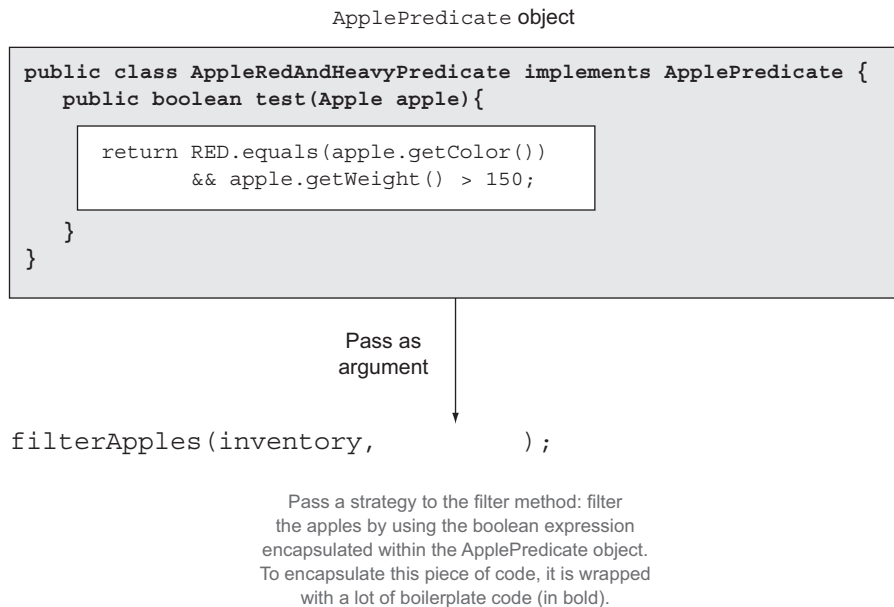 ApplePredicate object
public class AppleRedAndHeavyPredicate implements ApplePredicate {
public boolean test(Apple apple){
return RED.equals(apple.getColor())
&& apple.getWeight() > 150;
}
}
Pass as
argument
filterApples(inventory, );
Pass a strategy to the filter method: filter
the apples by using the boolean expression
encapsulated within the ApplePredicate object.
To encapsulate this piece of code, it is wrapped
with a lot of boilerplate code (in bold).